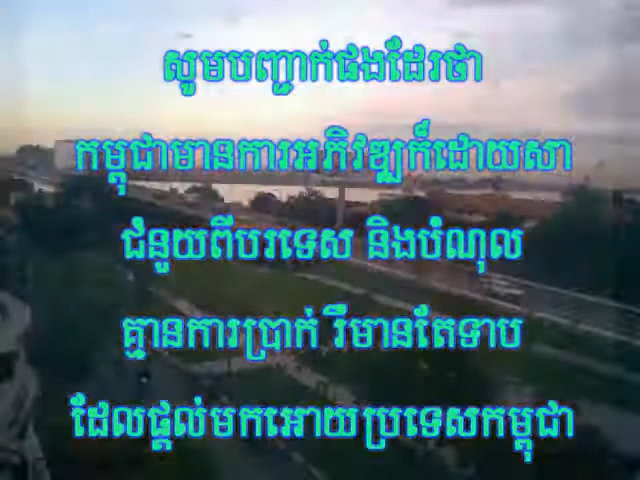 សូមបញ្ជាក់ផងដែរថា
កម្ពុជាមានការអភិវឌ្ឍក៏ដោយសា
ជំនួយពីបរទេស និងបំណុល
គ្មានការប្រាក់ រឺមានតែទាប
ដែលផ្តល់មកអោយប្រទេសកម្ពុជា